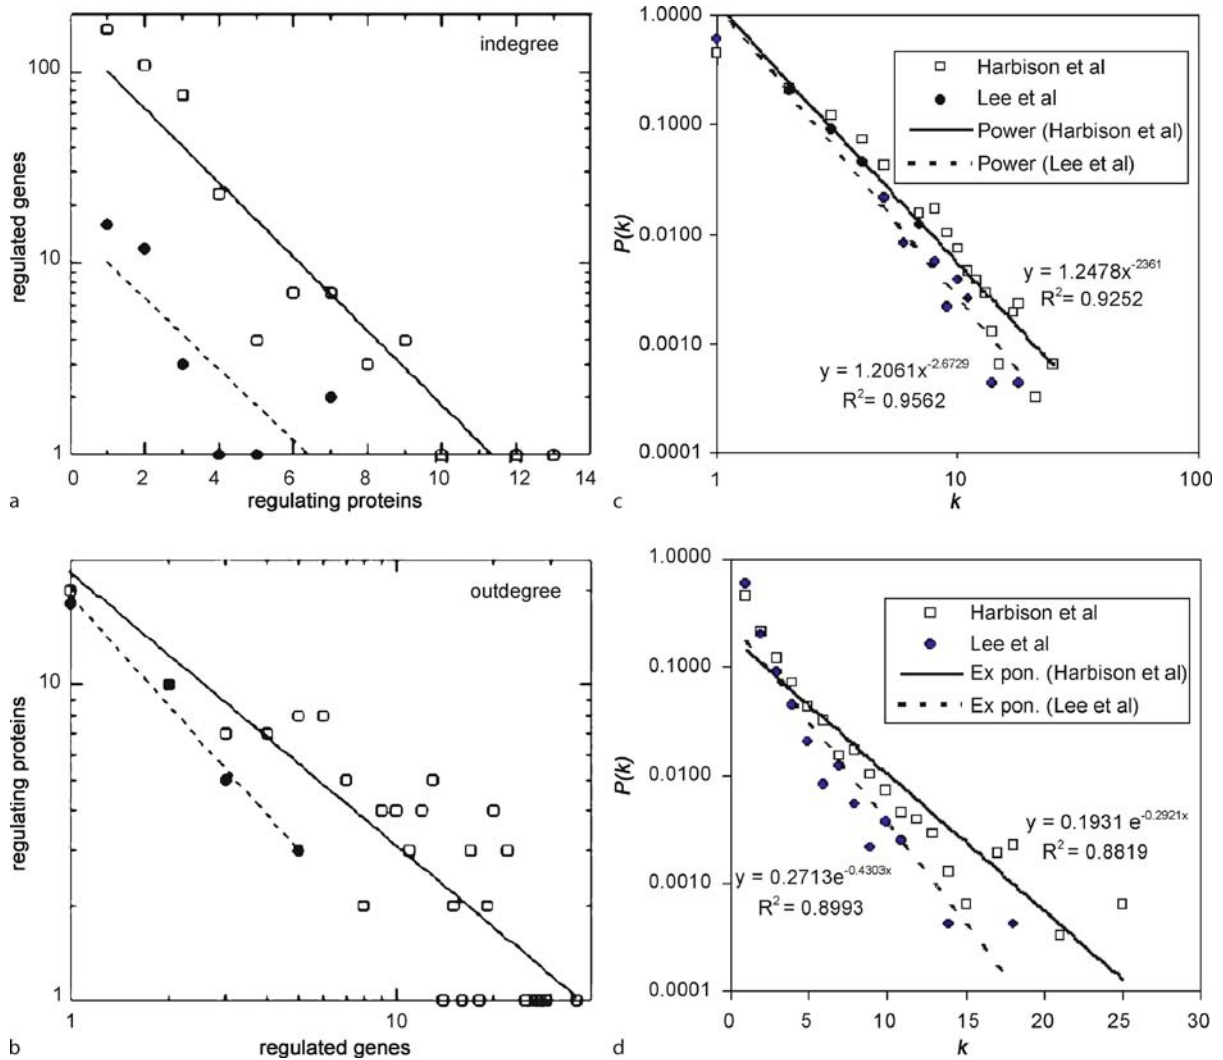 indegree
100
10
1
regulated genes
0 2 4 6 8 10 12 14
regulating proteins
a
1.0000
0.1000
0.0100
0.0010
0.0001
P(k)
Harbison et al
Lee et al
Power (Harbison et al)
Power (Lee et al)
y = 1.2478x^-2361
R² = 0.9252
y = 1.2061x^-2.6729
R² = 0.9562
1 10 100
k
c
outdegree
10
1
regulating proteins
1 10
regulated genes
b
1.0000
0.1000
0.0100
0.0010
0.0001
P(k)
Harbison et al
Lee et al
Ex pon. (Harbison et al)
Ex pon. (Lee et al)
y = 0.1931 e^-0.2921x
R² = 0.8819
y = 0.2713e^-0.4303x
R² = 0.8993
0 5 10 15 20 25 30
k
d